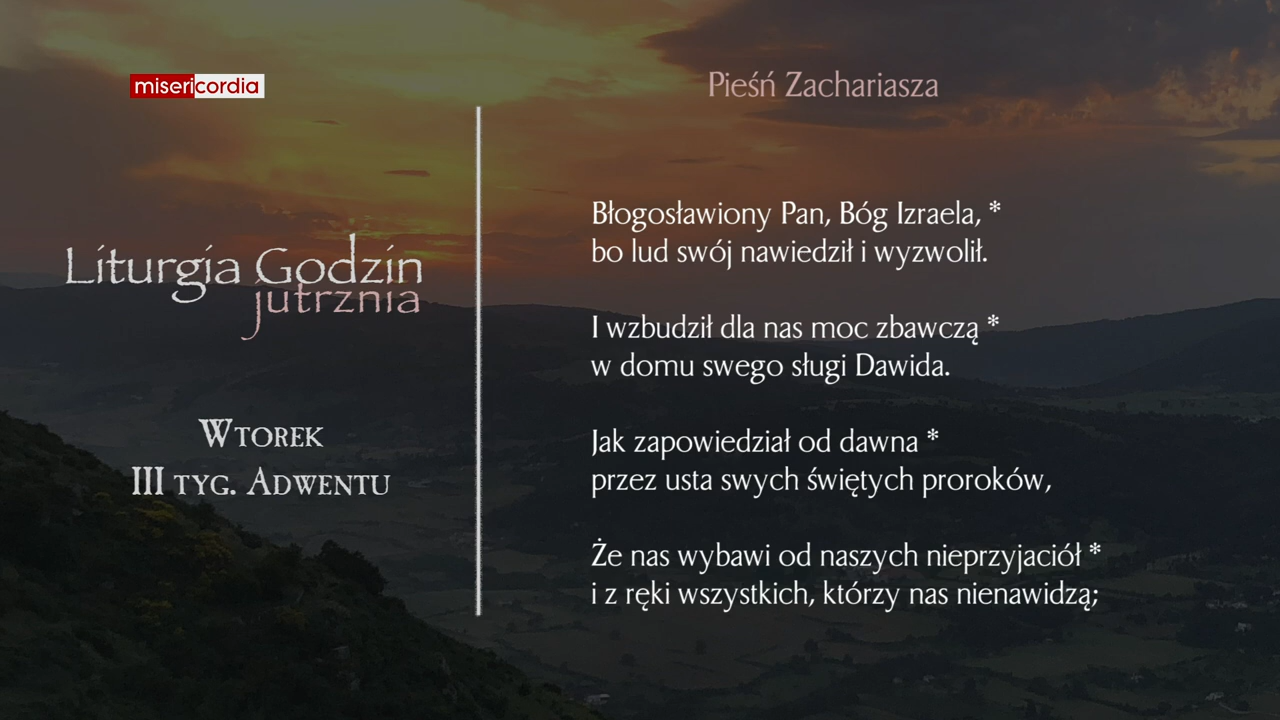 misericordia
Liturgia Godzin
jutrznia
Wtorek
III tyg. Adwentu
Pieśń Zachariasza
Błogosławiony Pan, Bóg Izraela, *
bo lud swój nawiedził i wyzwolił.
I wzbudził dla nas moc zbawczą *
w domu swego sługi Dawida.
Jak zapowiedział od dawna *
przez usta swych świętych proroków,
Że nas wybawi od naszych nieprzyjaciół *
i z ręki wszystkich, którzy nas nienawidzą;